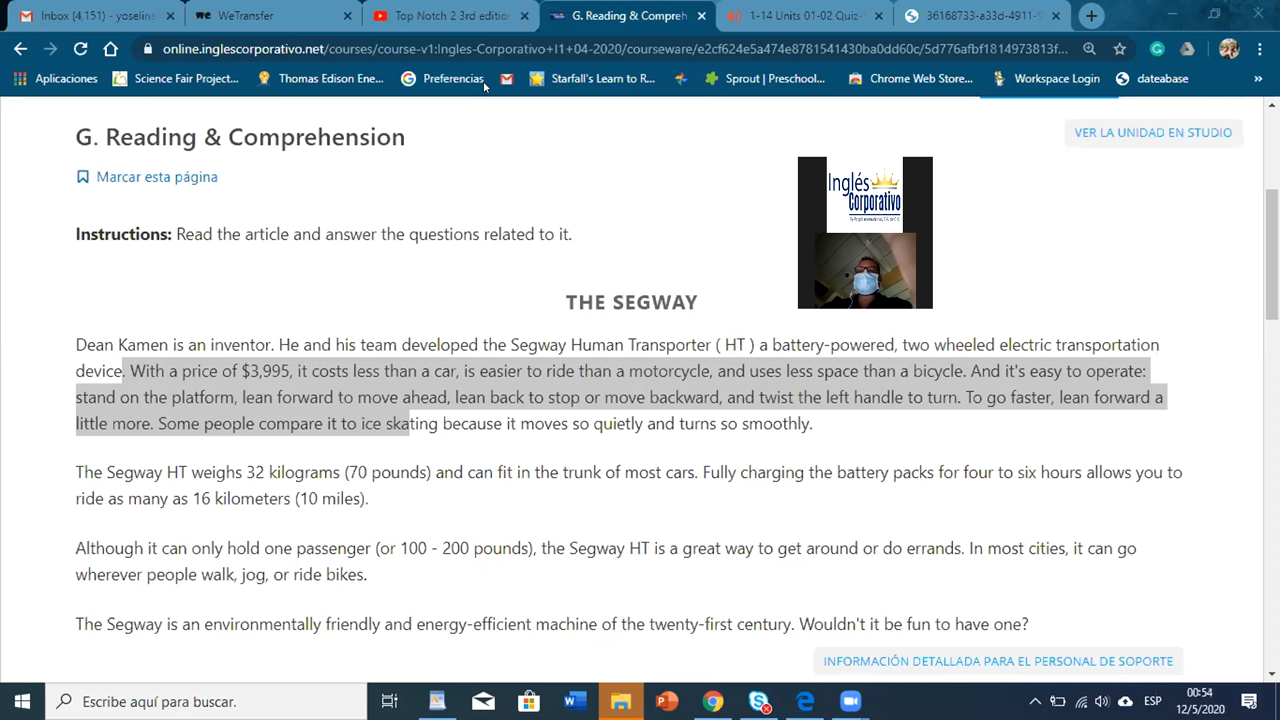 Inbox (4,151) - yoselina
WeTransfer
Top Notch 2 3rd edition
G. Reading & Compreh
1-14 Units 01-02 Quiz-
36168733-a33d-4911-9
online.inglescorporativo.net/courses/course-v1:Ingles-Corporativo+I1+04-2020/courseware/e2cf624e5a474e8781541430ba0dd60c/5d776afbf1814973813f...
Aplicaciones
Science Fair Project...
Thomas Edison Ene...
Preferencias
Starfall's Learn to R...
Sprout | Preschool...
Chrome Web Store...
Workspace Login
dateabase
»
G. Reading & Comprehension
VER LA UNIDAD EN STUDIO
Marcar esta página
Inglés
Corporativo
Instructions: Read the article and answer the questions related to it.
THE SEGWAY
Dean Kamen is an inventor. He and his team developed the Segway Human Transporter ( HT ) a battery-powered, two wheeled electric transportation
device. With a price of $3,995, it costs less than a car, is easier to ride than a motorcycle, and uses less space than a bicycle. And it's easy to operate:
stand on the platform, lean forward to move ahead, lean back to stop or move backward, and twist the left handle to turn. To go faster, lean forward a
little more. Some people compare it to ice skating because it moves so quietly and turns so smoothly.
The Segway HT weighs 32 kilograms (70 pounds) and can fit in the trunk of most cars. Fully charging the battery packs for four to six hours allows you to
ride as many as 16 kilometers (10 miles).
Although it can only hold one passenger (or 100 - 200 pounds), the Segway HT is a great way to get around or do errands. In most cities, it can go
wherever people walk, jog, or ride bikes.
The Segway is an environmentally friendly and energy-efficient machine of the twenty-first century. Wouldn't it be fun to have one?
INFORMACIÓN DETALLADA PARA EL PERSONAL DE SOPORTE
Escribe aquí para buscar.
ESP
00:54
12/5/2020